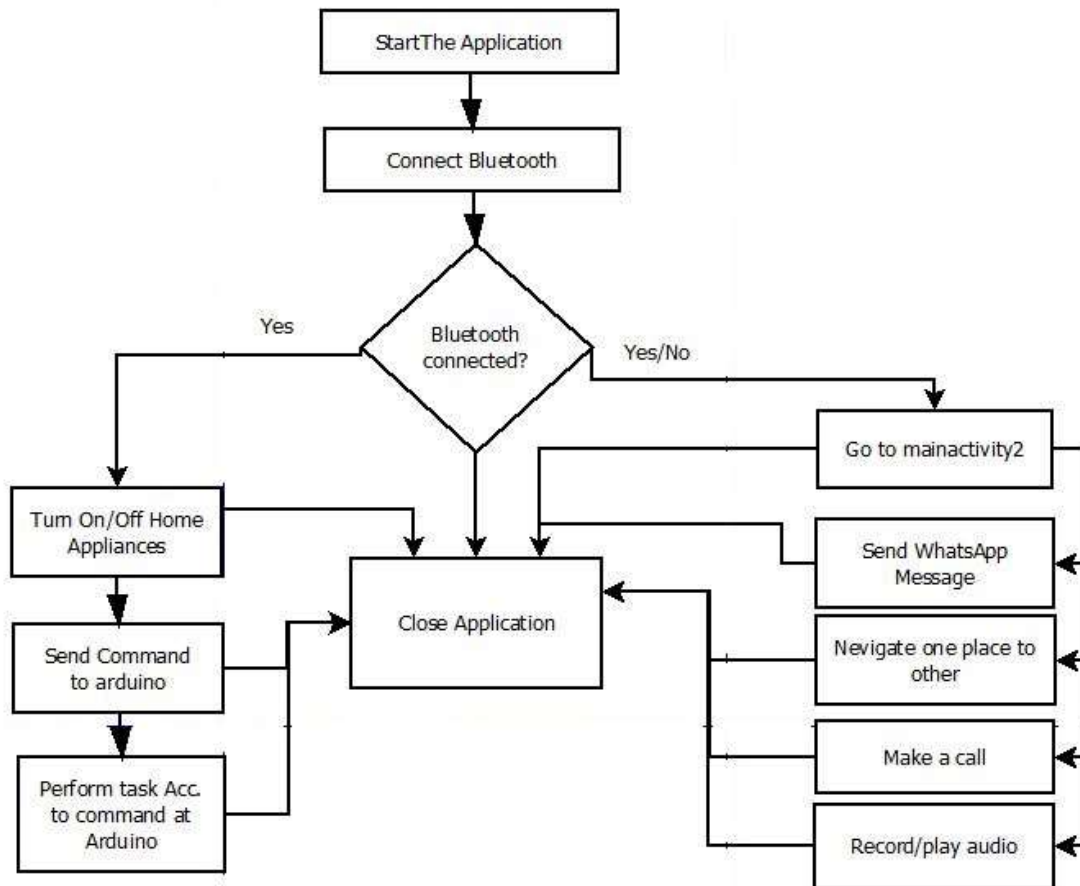 StartThe Application
Connect Bluetooth
Bluetooth
connected?
Yes
Yes/No
Go to mainactivity2
Turn On/Off Home
Appliances
Send WhatsApp
Message
Close Application
Send Command
to arduino
Nevigate one place to
other
Make a call
Perform task Acc.
to command at
Arduino
Record/play audio